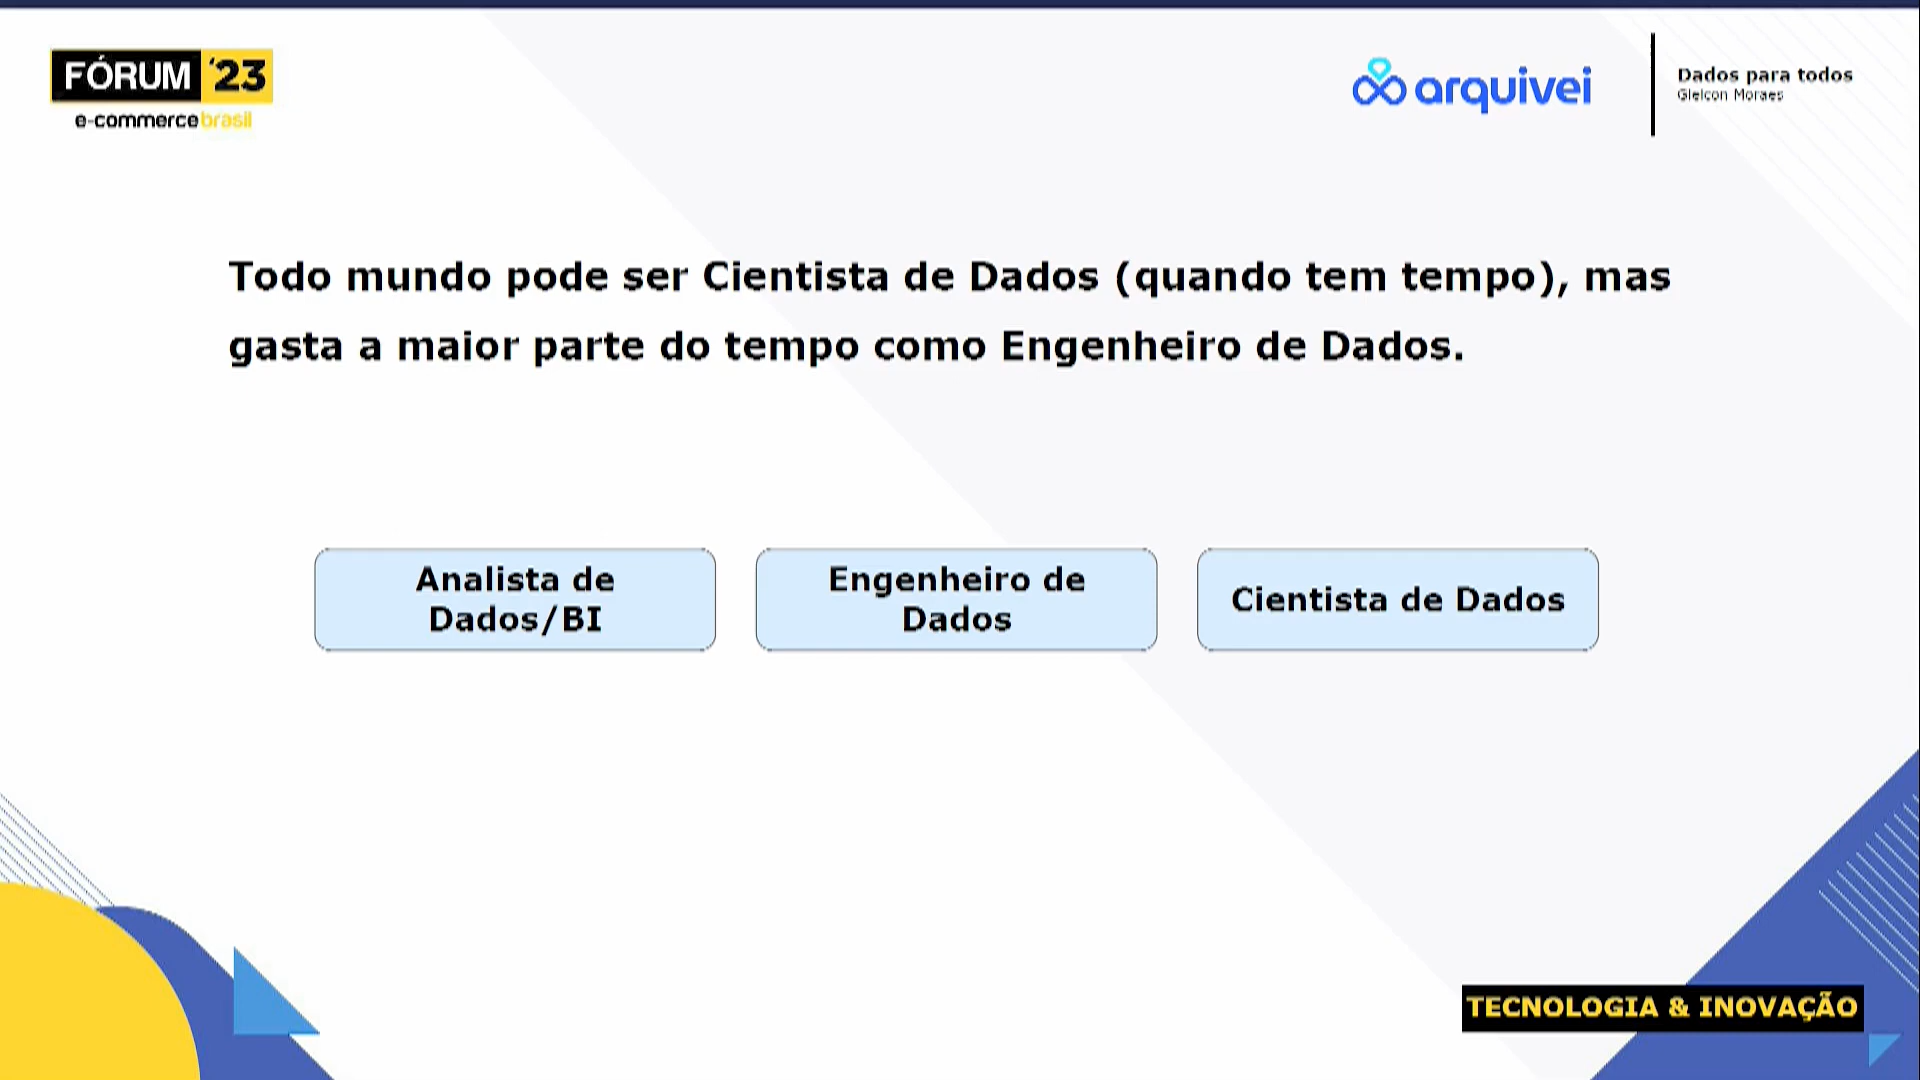 FÓRUM '23
e-commercebrasil
arquivei
Dados para todos
Gleicon Moraes
Todo mundo pode ser Cientista de Dados (quando tem tempo), mas
gasta a maior parte do tempo como Engenheiro de Dados.
Analista de
Dados/BI
Engenheiro de
Dados
Cientista de Dados
TECNOLOGIA & INOVAÇÃO